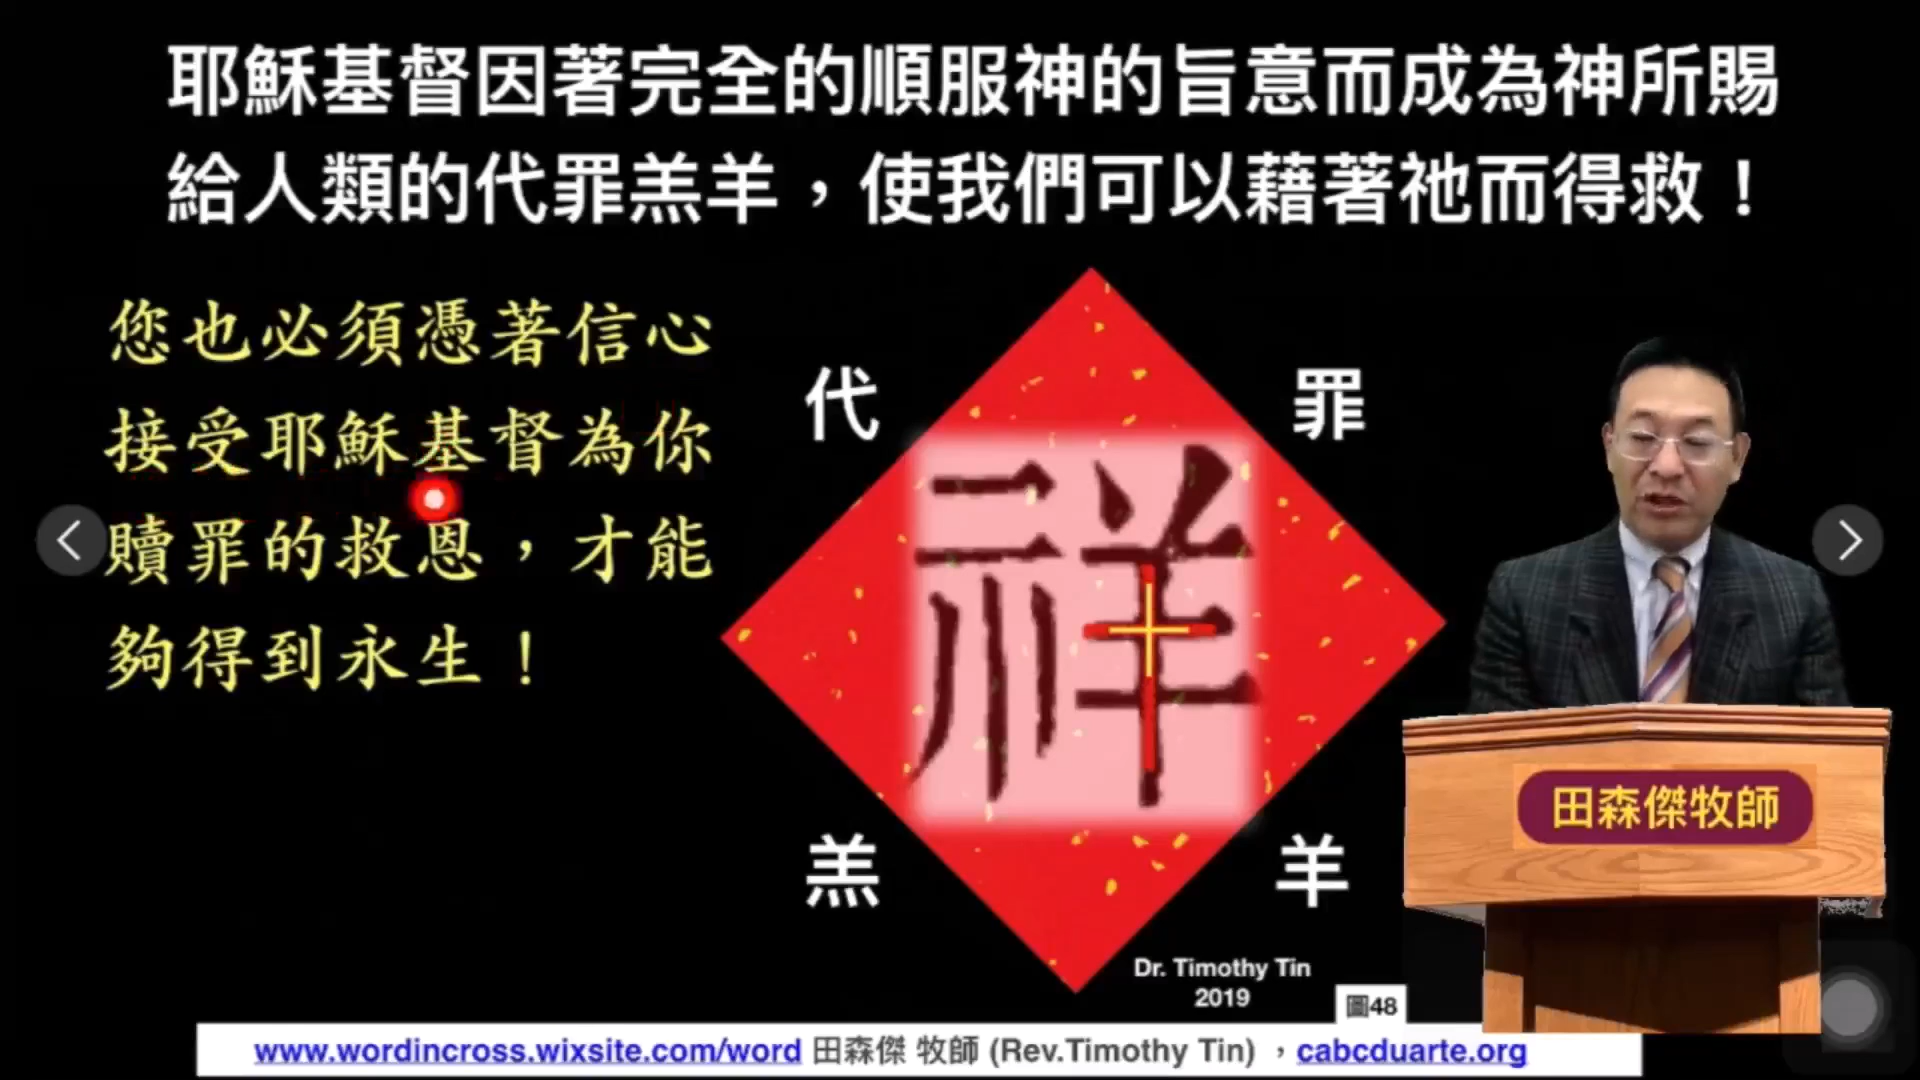 耶穌基督因著完全的順服神的旨意而成為神所賜
給人類的代罪羔羊，使我們可以藉著祂而得救！
您也必須憑著信心
接受耶穌基督為你
贖罪的救恩，才能
夠得到永生！
代 罪
祥
羔 羊
田森傑牧師
Dr. Timothy Tin
2019
圖48
www.wordincross.wixsite.com/word 田森傑 牧師 (Rev.Timothy Tin) ，cabcduarte.org